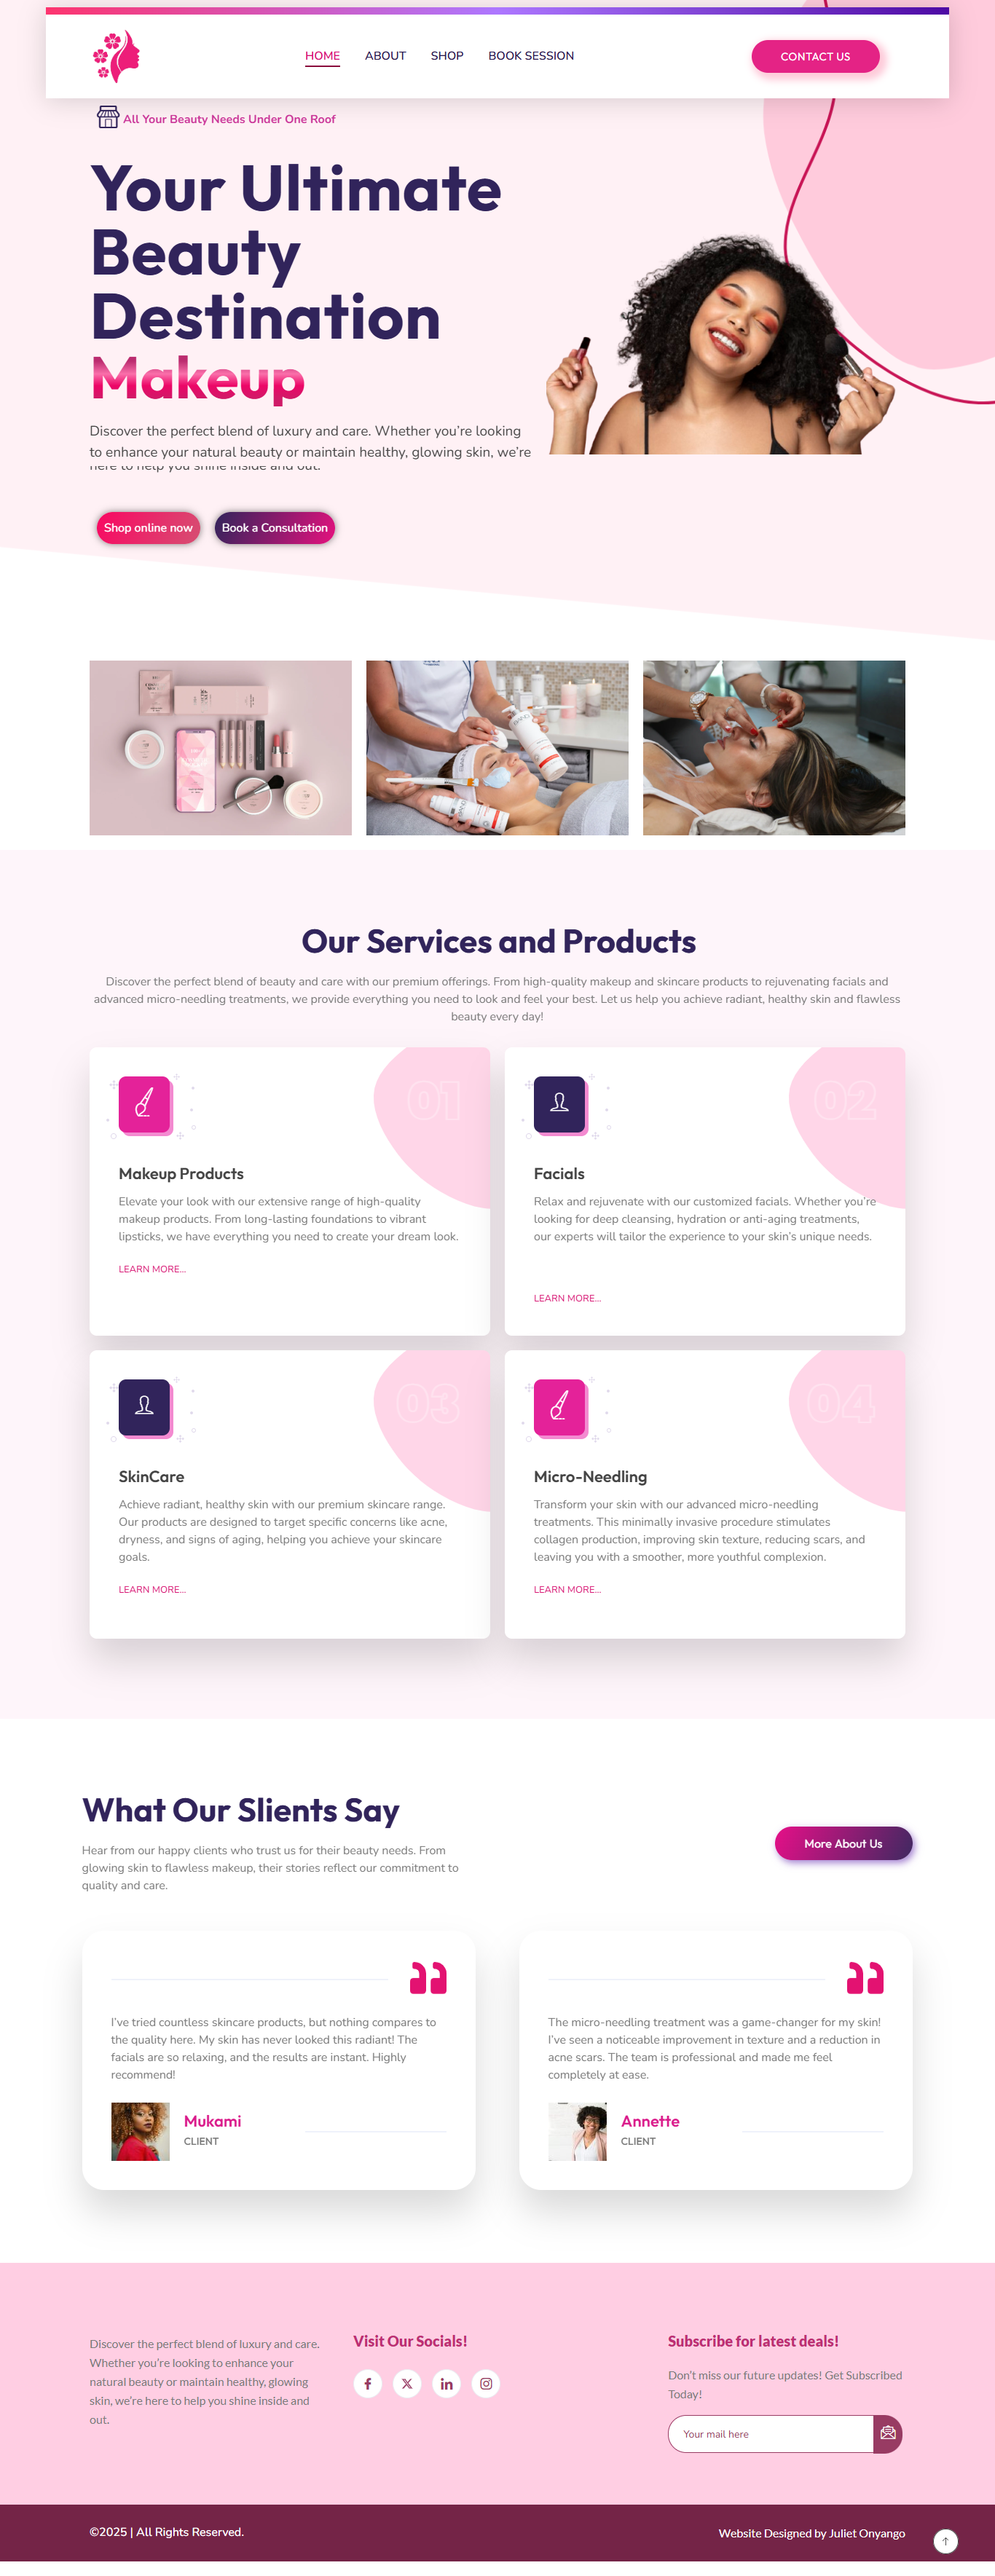 HOME ABOUT SHOP BOOK SESSION CONTACT US
All Your Beauty Needs Under One Roof
Your Ultimate
Beauty
Destination
Makeup
Discover the perfect blend of luxury and care. Whether you're looking
to enhance your natural beauty or maintain healthy, glowing skin, we're
here to help you shine inside and out.
Shop online now Book a Consultation
Our Services and Products
Discover the perfect blend of beauty and care with our premium offerings. From high-quality makeup and skincare products to rejuvenating facials and
advanced micro-needling treatments, we provide everything you need to look and feel your best. Let us help you achieve radiant, healthy skin and flawless
beauty every day!
01
Makeup Products
Elevate your look with our extensive range of high-quality
makeup products. From long-lasting foundations to vibrant
lipsticks, we have everything you need to create your dream look.
LEARN MORE...
02
Facials
Relax and rejuvenate with our customized facials. Whether you're
looking for deep cleansing, hydration or anti-aging treatments,
our experts will tailor the experience to your skin's unique needs.
LEARN MORE...
03
SkinCare
Achieve radiant, healthy skin with our premium skincare range.
Our products are designed to target specific concerns like acne,
dryness, and signs of aging, helping you achieve your skincare
goals.
LEARN MORE...
04
Micro-Needling
Transform your skin with our advanced micro-needling
treatments. This minimally invasive procedure stimulates
collagen production, improving skin texture, reducing scars, and
leaving you with a smoother, more youthful complexion.
LEARN MORE...
What Our Slients Say
Hear from our happy clients who trust us for their beauty needs. From
glowing skin to flawless makeup, their stories reflect our commitment to
quality and care.
More About Us
I've tried countless skincare products, but nothing compares to
the quality here. My skin has never looked this radiant! The
facials are so relaxing, and the results are instant. Highly
recommend!
Mukami
CLIENT
The micro-needling treatment was a game-changer for my skin!
I've seen a noticeable improvement in texture and a reduction in
acne scars. The team is professional and made me feel
completely at ease.
Annette
CLIENT
Discover the perfect blend of luxury and care.
Whether you're looking to enhance your
natural beauty or maintain healthy, glowing
skin, we're here to help you shine inside and
out.
Visit Our Socials!
Subscribe for latest deals!
Don't miss our future updates! Get Subscribed
Today!
Your mail here
©2025 | All Rights Reserved.
Website Designed by Juliet Onyango